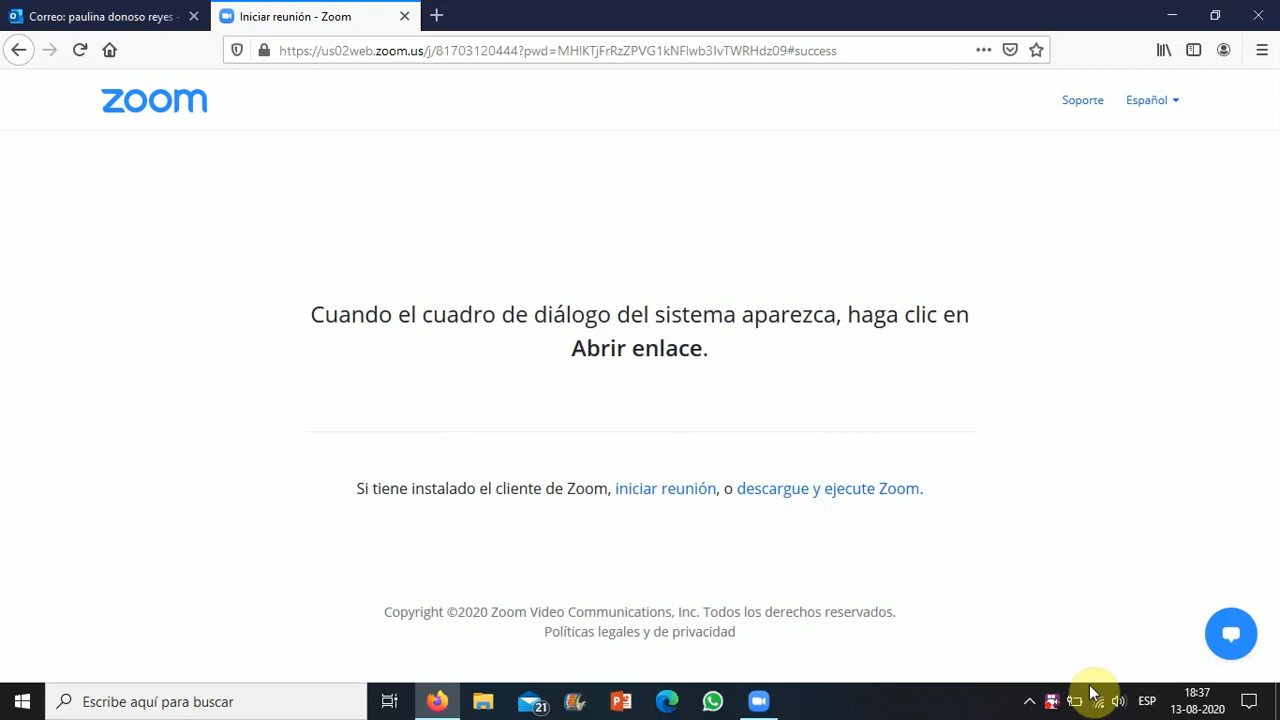 Correo: paulina donoso reyes -
Iniciar reunión - Zoom
https://us02web.zoom.us/j/81703120444?pwd=MHlKTjFrRzZPVG1kNFlwb3IvTWRHdz09#success
zoom
Soporte
Español
Cuando el cuadro de diálogo del sistema aparezca, haga clic en
Abrir enlace.
Si tiene instalado el cliente de Zoom, iniciar reunión, o descargue y ejecute Zoom.
Copyright ©2020 Zoom Video Communications, Inc. Todos los derechos reservados.
Políticas legales y de privacidad
Escribe aquí para buscar
21
ESP
18:37
13-08-2020